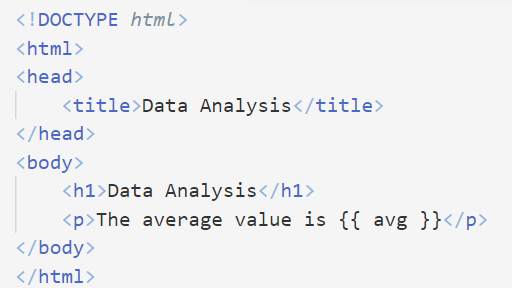 <!DOCTYPE html>
<html>
<head>
<title>Data Analysis</title>
</head>
<body>
<h1>Data Analysis</h1>
<p>The average value is {{ avg }}</p>
</body>
</html>